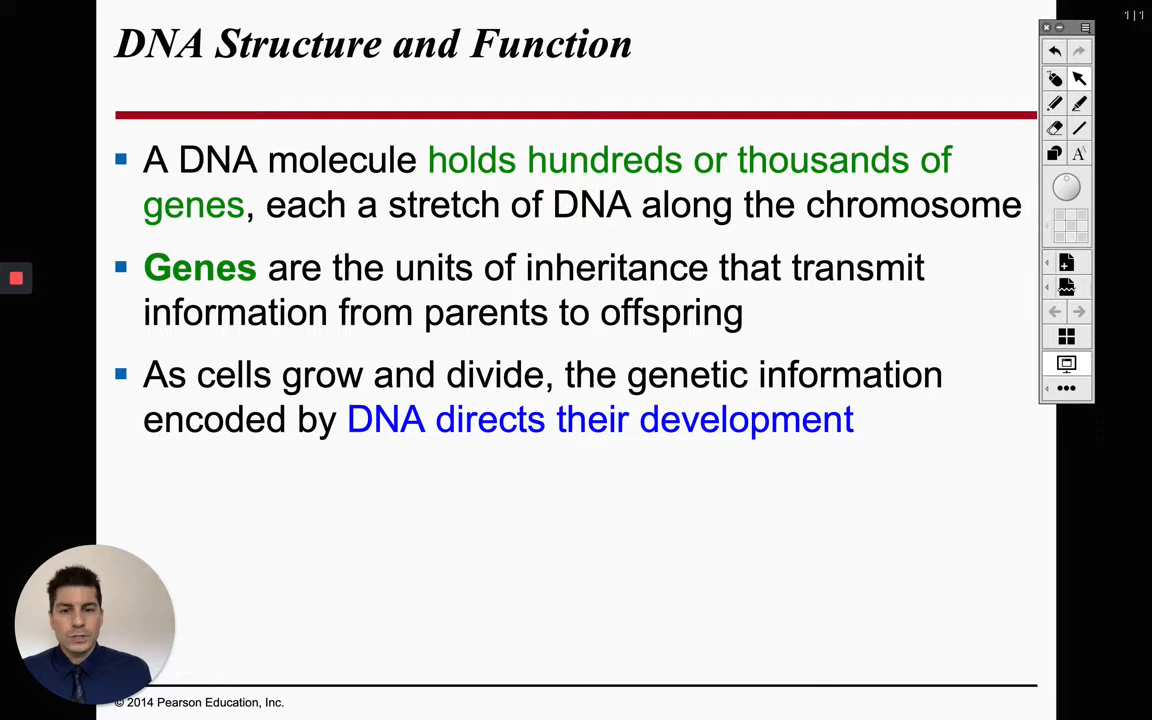 1|1
DNA Structure and Function
A DNA molecule holds hundreds or thousands of
genes, each a stretch of DNA along the chromosome
Genes are the units of inheritance that transmit
information from parents to offspring
As cells grow and divide, the genetic information
encoded by DNA directs their development
© 2014 Pearson Education, Inc.
A